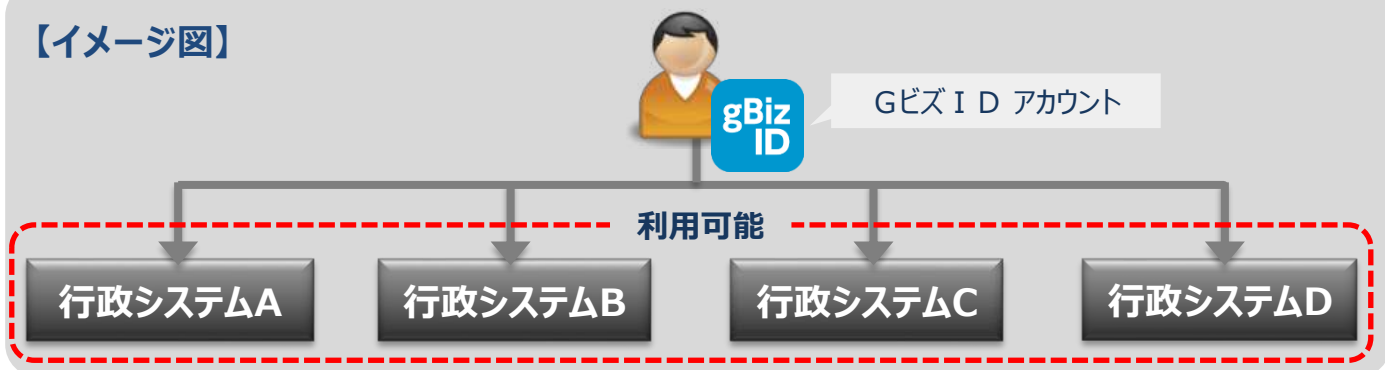 【イメージ図】
gBiz
ID
GビズＩＤ アカウント
利用可能
行政システムA
行政システムB
行政システムC
行政システムD